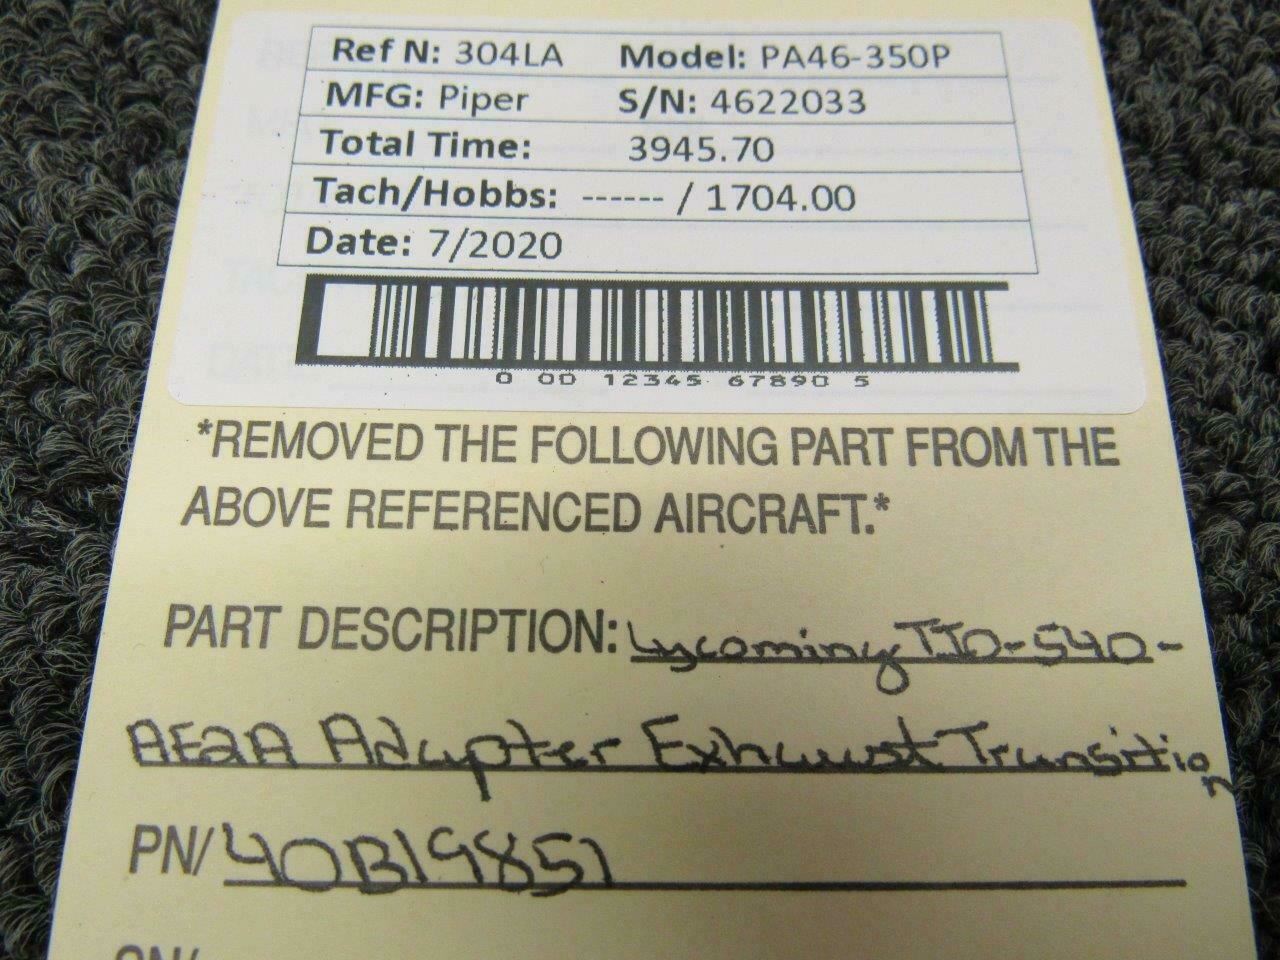 Ref N: 304LA Model: PA46-350P
MFG: Piper S/N: 4622033
Total Time: 3945.70
Tach/Hobbs: ------ / 1704.00
Date: 7/2020
0 00 12345 67890 5
*REMOVED THE FOLLOWING PART FROM THE
ABOVE REFERENCED AIRCRAFT.*
PART DESCRIPTION: Lycoming TIO-540-
AE2A Adapter Exhaust Transition
PN/ 40B19851
SN/